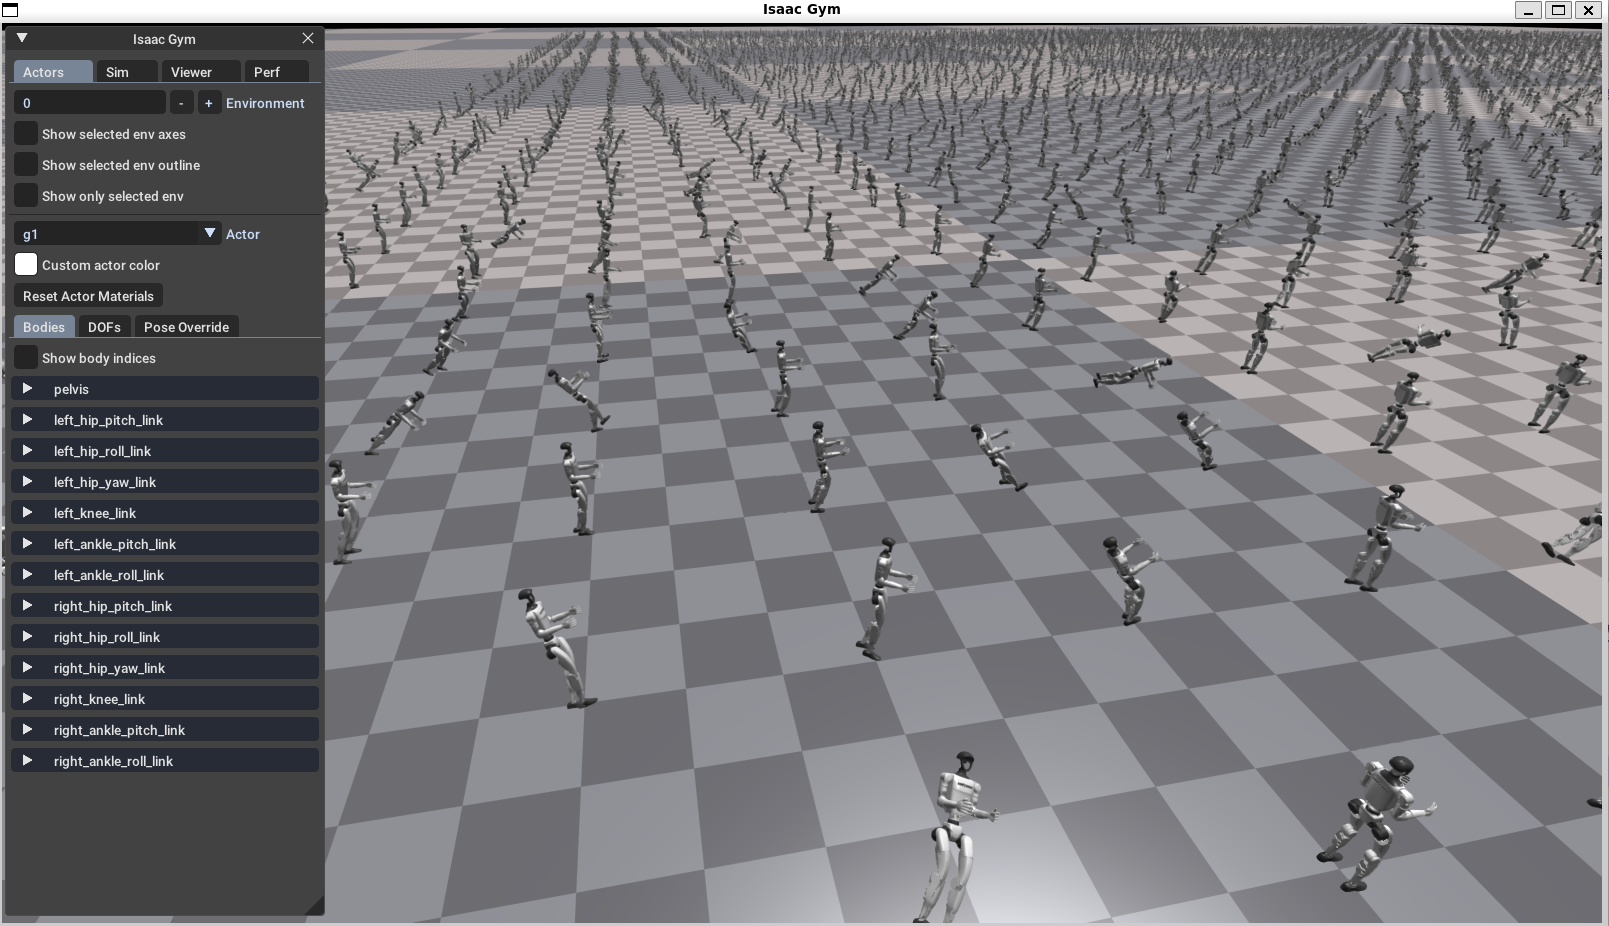 Isaac Gym
Isaac Gym
Actors Sim Viewer Perf
0 - + Environment
Show selected env axes
Show selected env outline
Show only selected env
g1 Actor
Custom actor color
Reset Actor Materials
Bodies DOFs Pose Override
Show body indices
pelvis
left_hip_pitch_link
left_hip_roll_link
left_hip_yaw_link
left_knee_link
left_ankle_pitch_link
left_ankle_roll_link
right_hip_pitch_link
right_hip_roll_link
right_hip_yaw_link
right_knee_link
right_ankle_pitch_link
right_ankle_roll_link